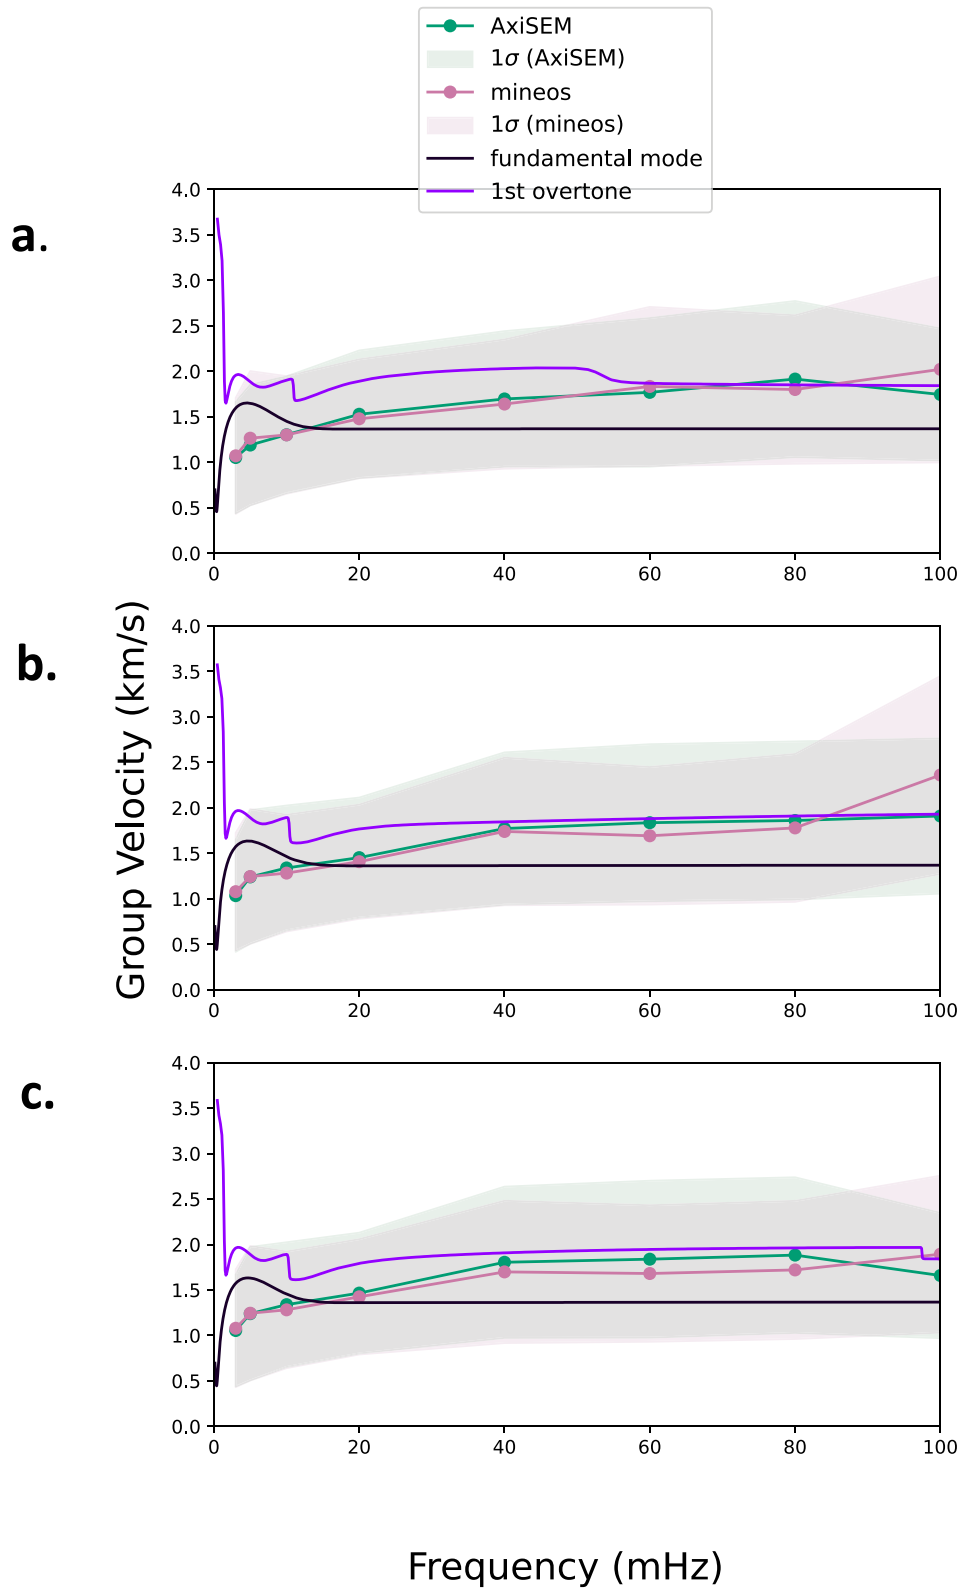 AxiSEM
1σ (AxiSEM)
mineos
1σ (mineos)
fundamental mode
1st overtone
a.
4.0
3.5
3.0
2.5
2.0
1.5
1.0
0.5
0.0
0 20 40 60 80 100
b.
Group Velocity (km/s)
4.0
3.5
3.0
2.5
2.0
1.5
1.0
0.5
0.0
0 20 40 60 80 100
c.
4.0
3.5
3.0
2.5
2.0
1.5
1.0
0.5
0.0
0 20 40 60 80 100
Frequency (mHz)